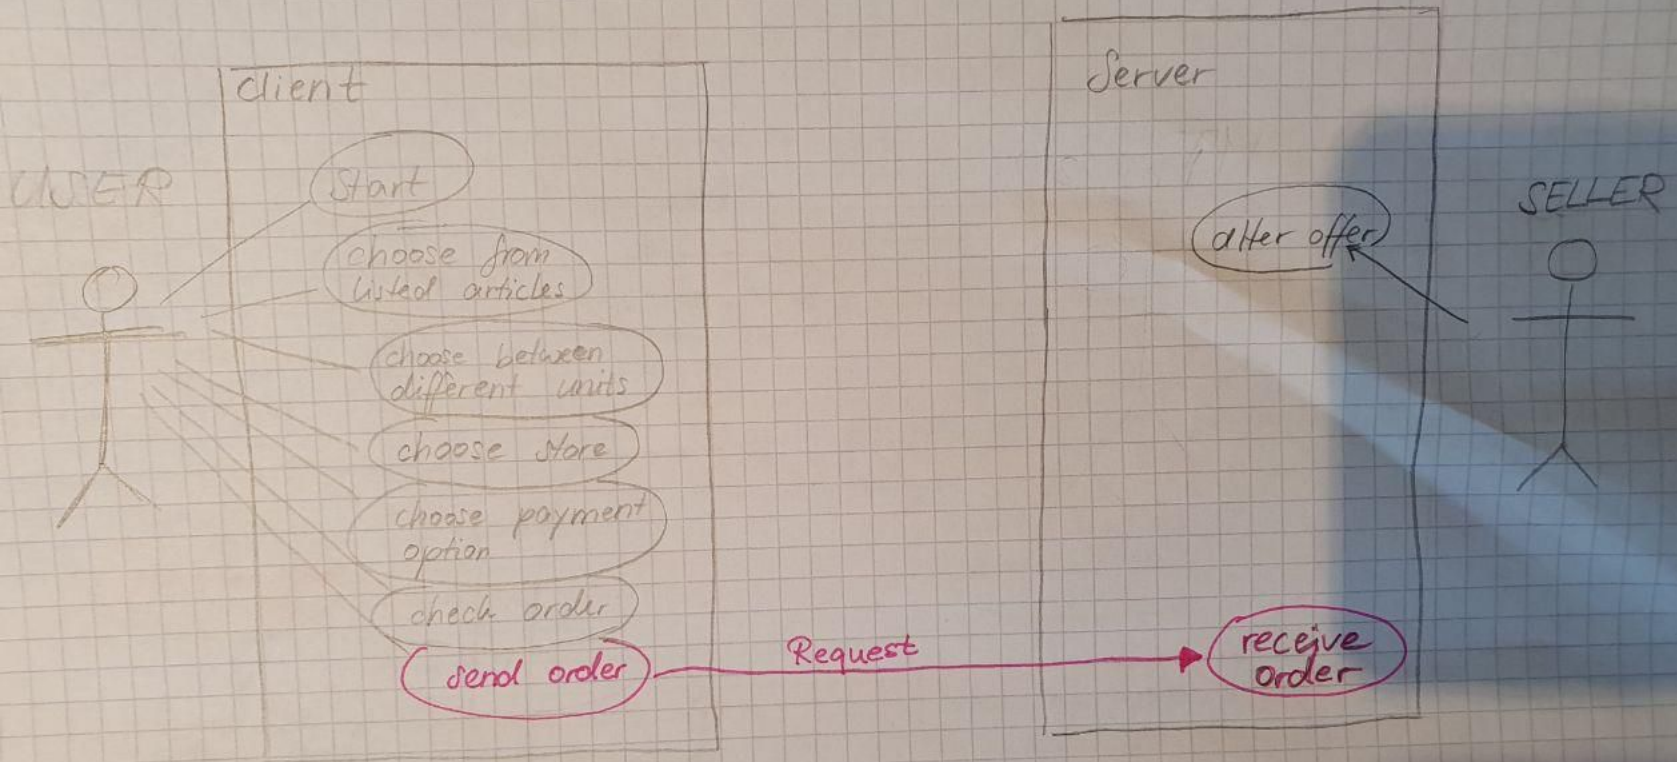 client
Server
USER
SELLER
Start
choose from
listed articles
alter offer
choose between
different units
choose store
choose payment
option
check order
send order
Request
receive
order